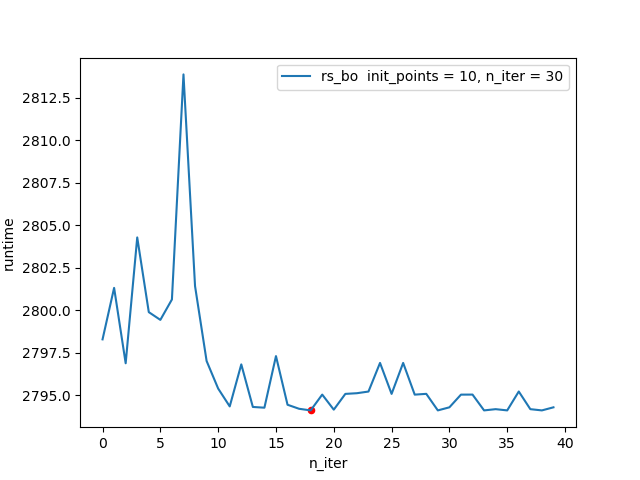 rs_bo  init_points = 10, n_iter = 30
2812.5
2810.0
2807.5
2805.0
2802.5
2800.0
2797.5
2795.0
runtime
0 5 10 15 20 25 30 35 40
n_iter